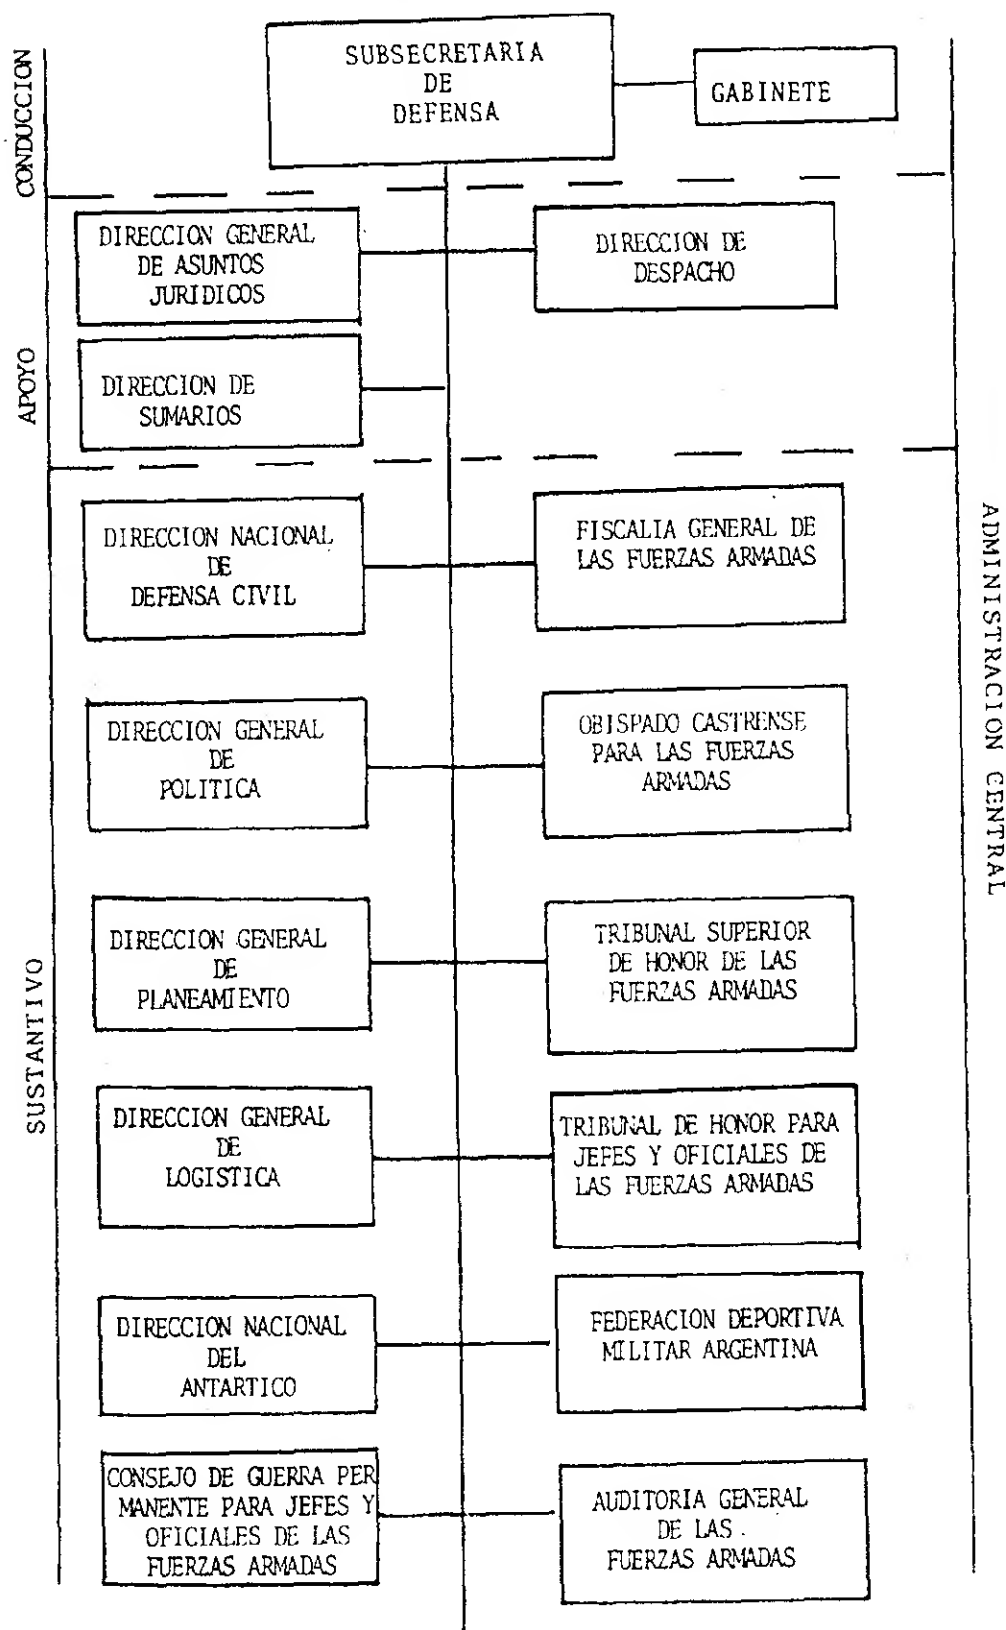 CONDUCCION
SUBSECRETARIA
DE
DEFENSA
GABINETE
APOYO
DIRECCION GENERAL
DE ASUNTOS
JURIDICOS
DIRECCION DE
DESPACHO
DIRECCION DE
SUMARIOS
SUSTANTIVO
DIRECCION NACIONAL
DE
DEFENSA CIVIL
FISCALIA GENERAL DE
LAS FUERZAS ARMADAS
DIRECCION GENERAL
DE
POLITICA
OBISPADO CASTRENSE
PARA LAS FUERZAS
ARMADAS
DIRECCION GENERAL
DE
PLANEAMIENTO
TRIBUNAL SUPERIOR
DE HONOR DE LAS
FUERZAS ARMADAS
DIRECCION GENERAL
DE
LOGISTICA
TRIBUNAL DE HONOR PARA
JEFES Y OFICIALES DE
LAS FUERZAS ARMADAS
DIRECCION NACIONAL
DEL
ANTARTICO
FEDERACION DEPORTIVA
MILITAR ARGENTINA
CONSEJO DE GUERRA PER
MANENTE PARA JEFES Y
OFICIALES DE LAS
FUERZAS ARMADAS
AUDITORIA GENERAL
DE LAS
FUERZAS ARMADAS
ADMINISTRACION CENTRAL